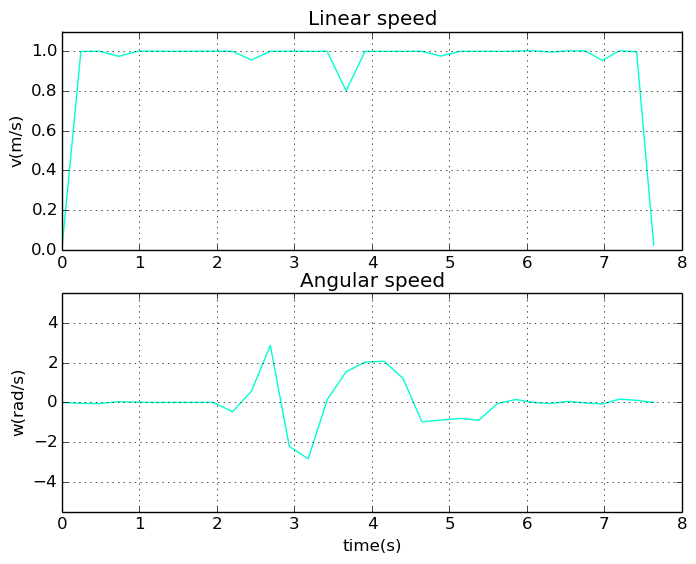 Linear speed
1.0
0.8
0.6
0.4
0.2
0.0
v(m/s)
0 1 2 3 4 5 6 7 8
Angular speed
4
2
0
−2
−4
w(rad/s)
0 1 2 3 4 5 6 7 8
time(s)